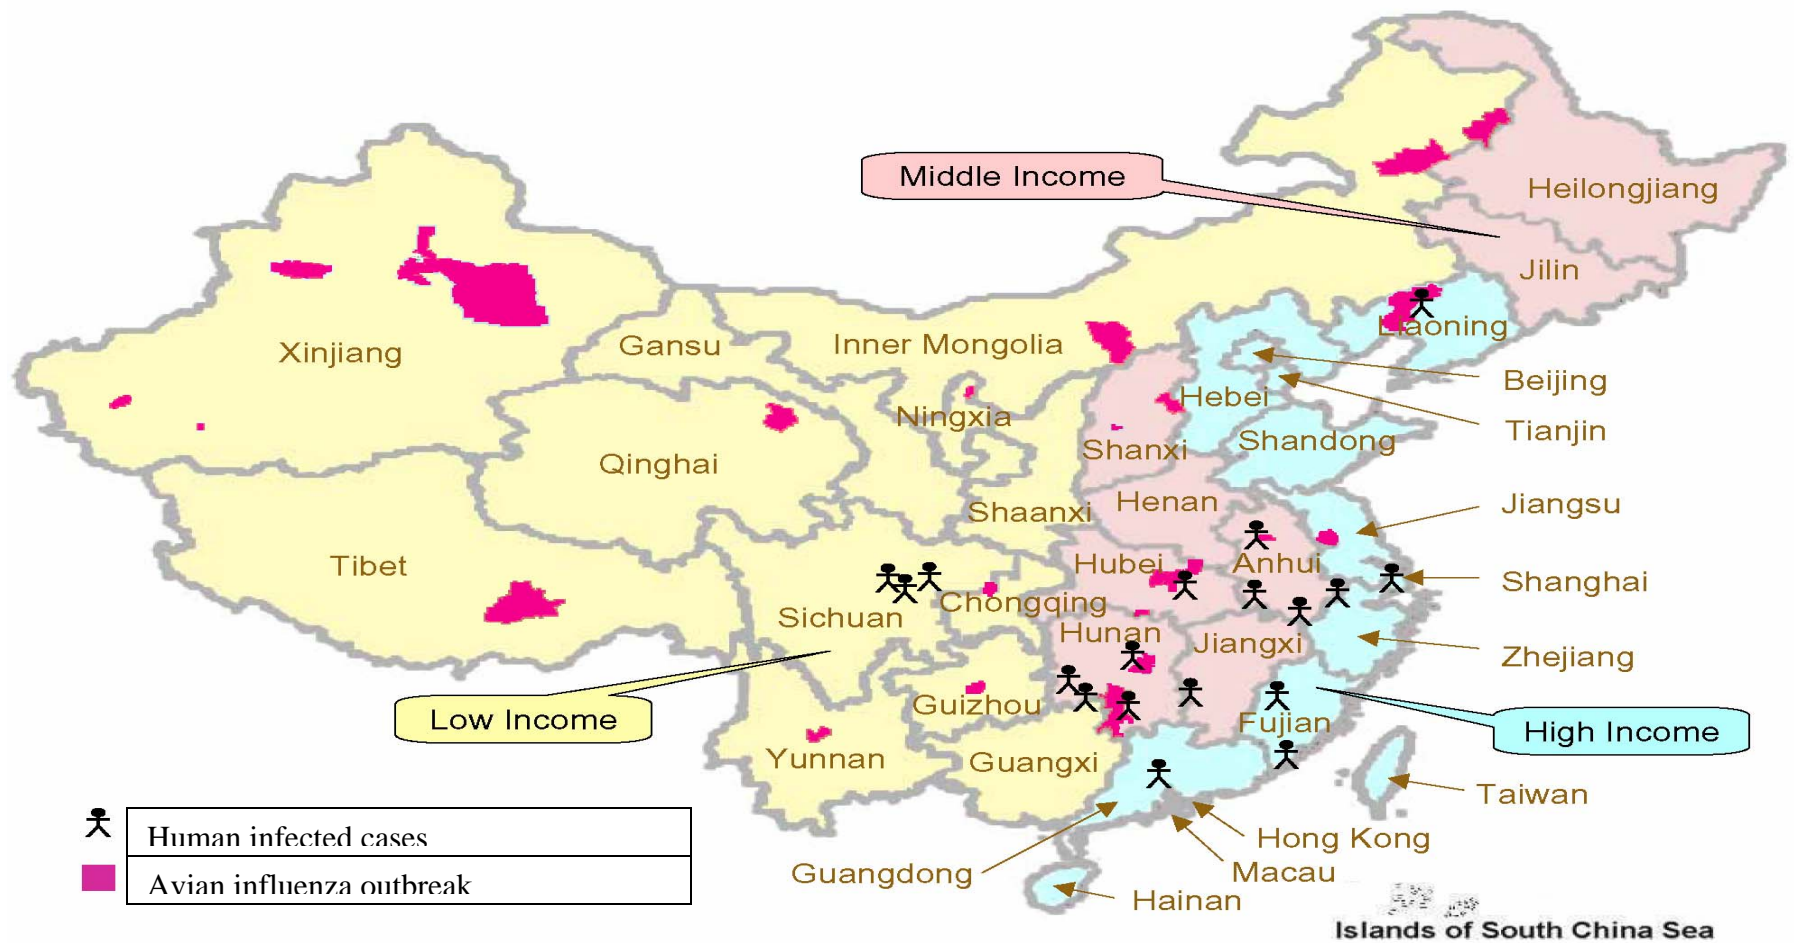 Middle Income
Heilongjiang
Jilin
Liaoning
Xinjiang
Gansu
Inner Mongolia
Beijing
Hebei
Ningxia
Tianjin
Shanxi
Shandong
Qinghai
Henan
Shaanxi
Jiangsu
Tibet
Hubei
Anhui
Shanghai
Chongqing
Sichuan
Hunan
Jiangxi
Zhejiang
Guizhou
Low Income
Fujian
High Income
Yunnan
Guangxi
Taiwan
Human infected cases
Hong Kong
Guangdong
Macau
Avian influenza outbreak
Hainan
Islands of South China Sea